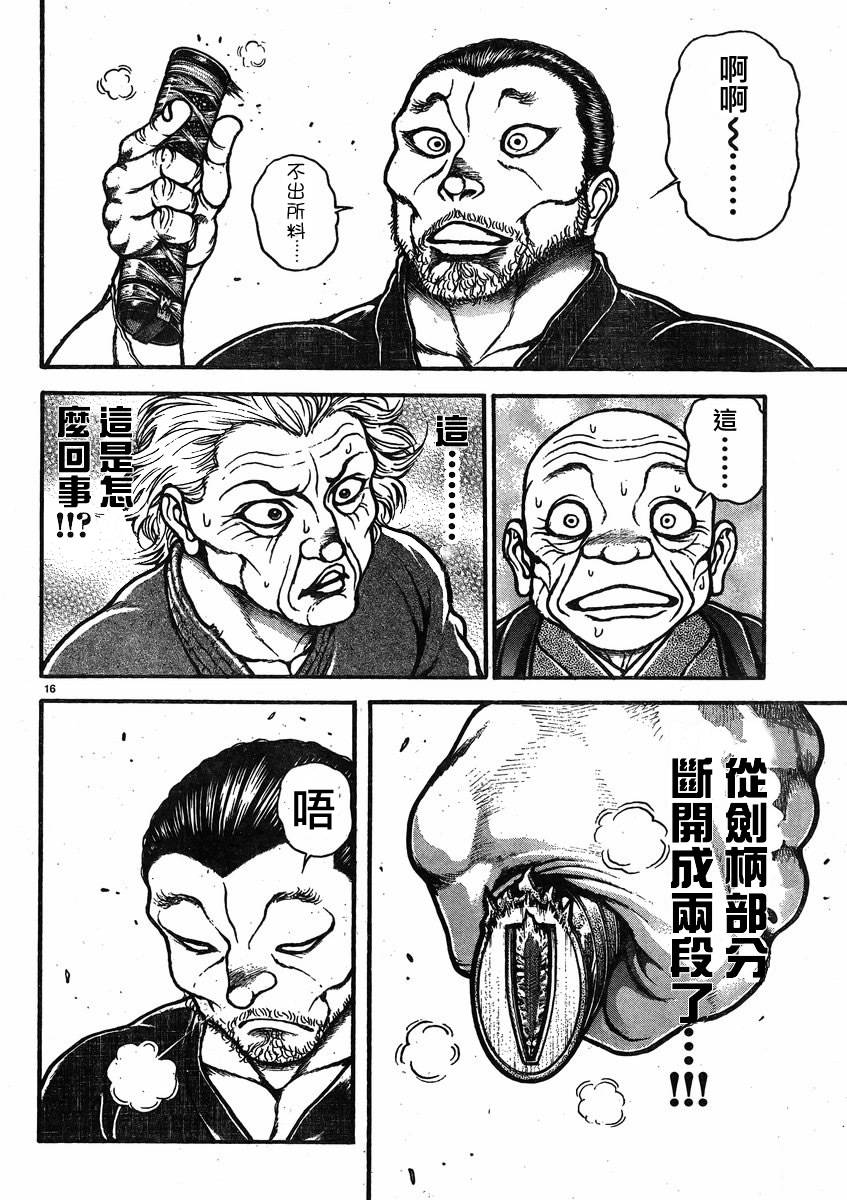 啊啊
～……
不出所料……
這……
這………
這是怎
麼回事
!!?
16
從劍柄部分
斷開成兩段了…!!!
唔